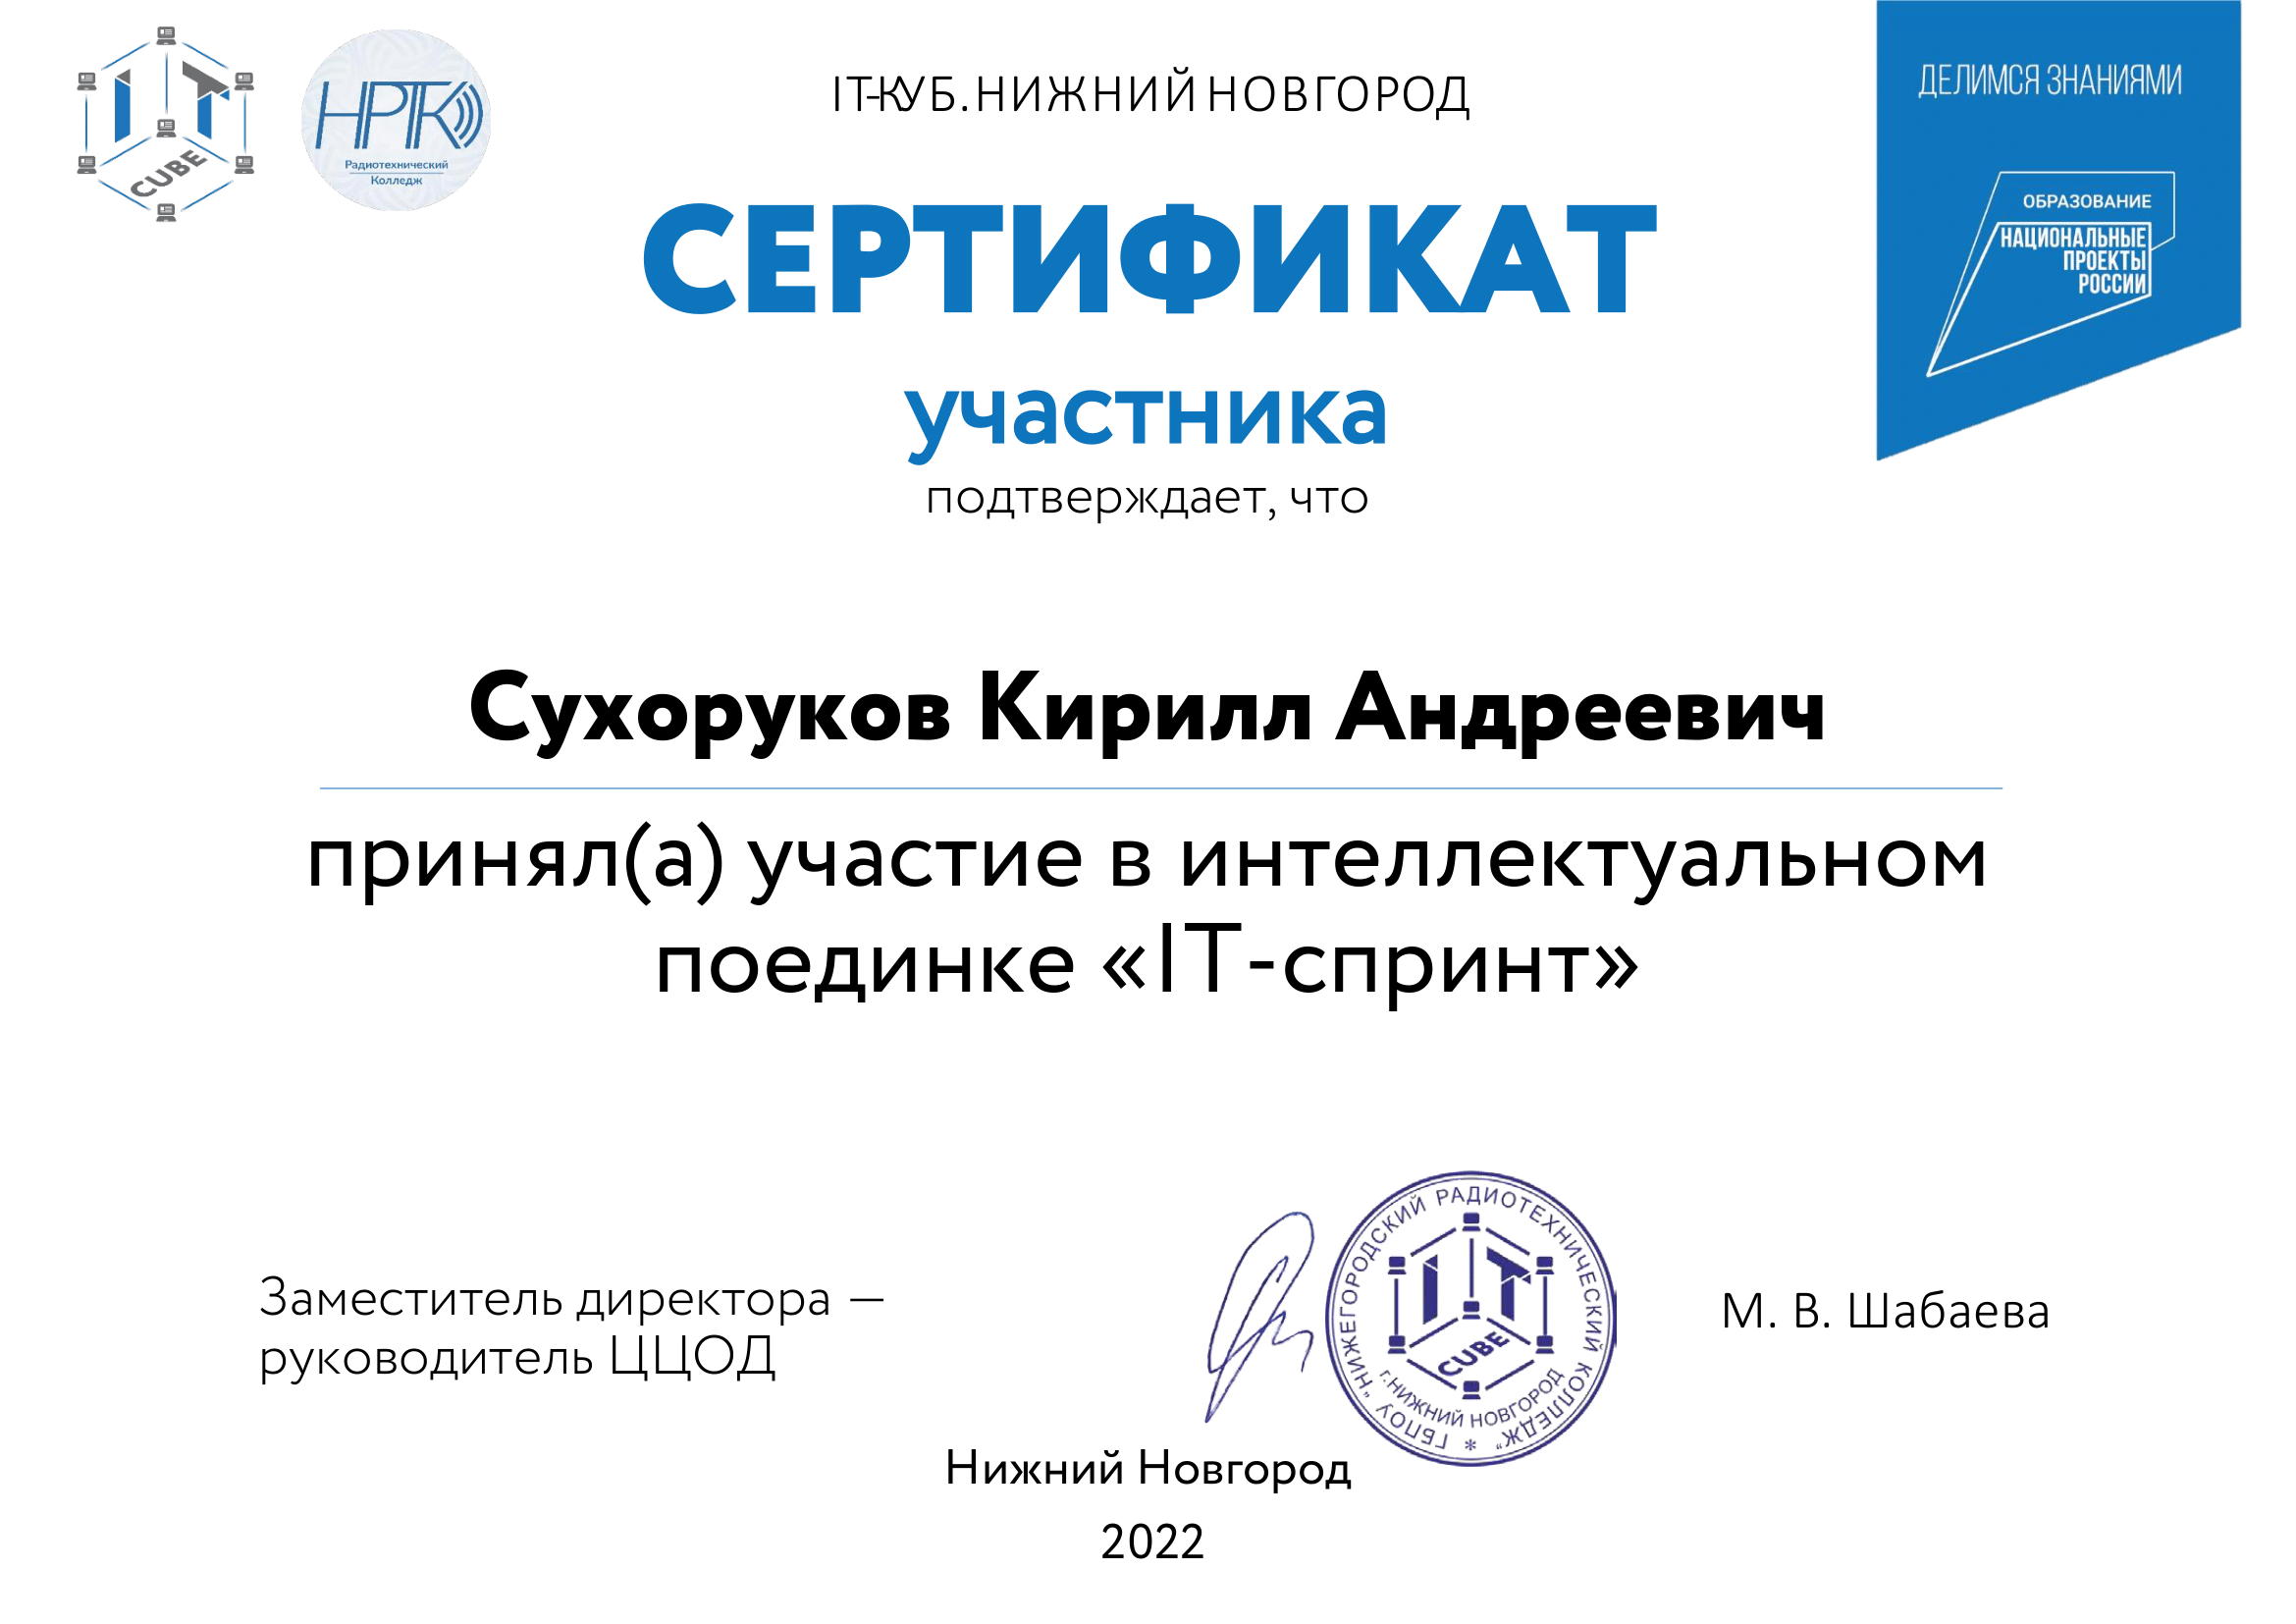 IT CUBE
НРТК
Радиотехнический
Колледж
IT-КУБ. НИЖНИЙ НОВГОРОД
ДЕЛИМСЯ ЗНАНИЯМИ
ОБРАЗОВАНИЕ
НАЦИОНАЛЬНЫЕ
ПРОЕКТЫ
РОССИИ
СЕРТИФИКАТ
участника
подтверждает, что
Сухоруков Кирилл Андреевич
принял(а) участие в интеллектуальном
поединке «IT-спринт»
Заместитель директора —
руководитель ЦЦОД
ГБПОУ "НИЖЕГОРОДСКИЙ РАДИОТЕХНИЧЕСКИЙ КОЛЛЕДЖ" *
IT CUBE
г.НИЖНИЙ НОВГОРОД
М. В. Шабаева
Нижний Новгород
2022